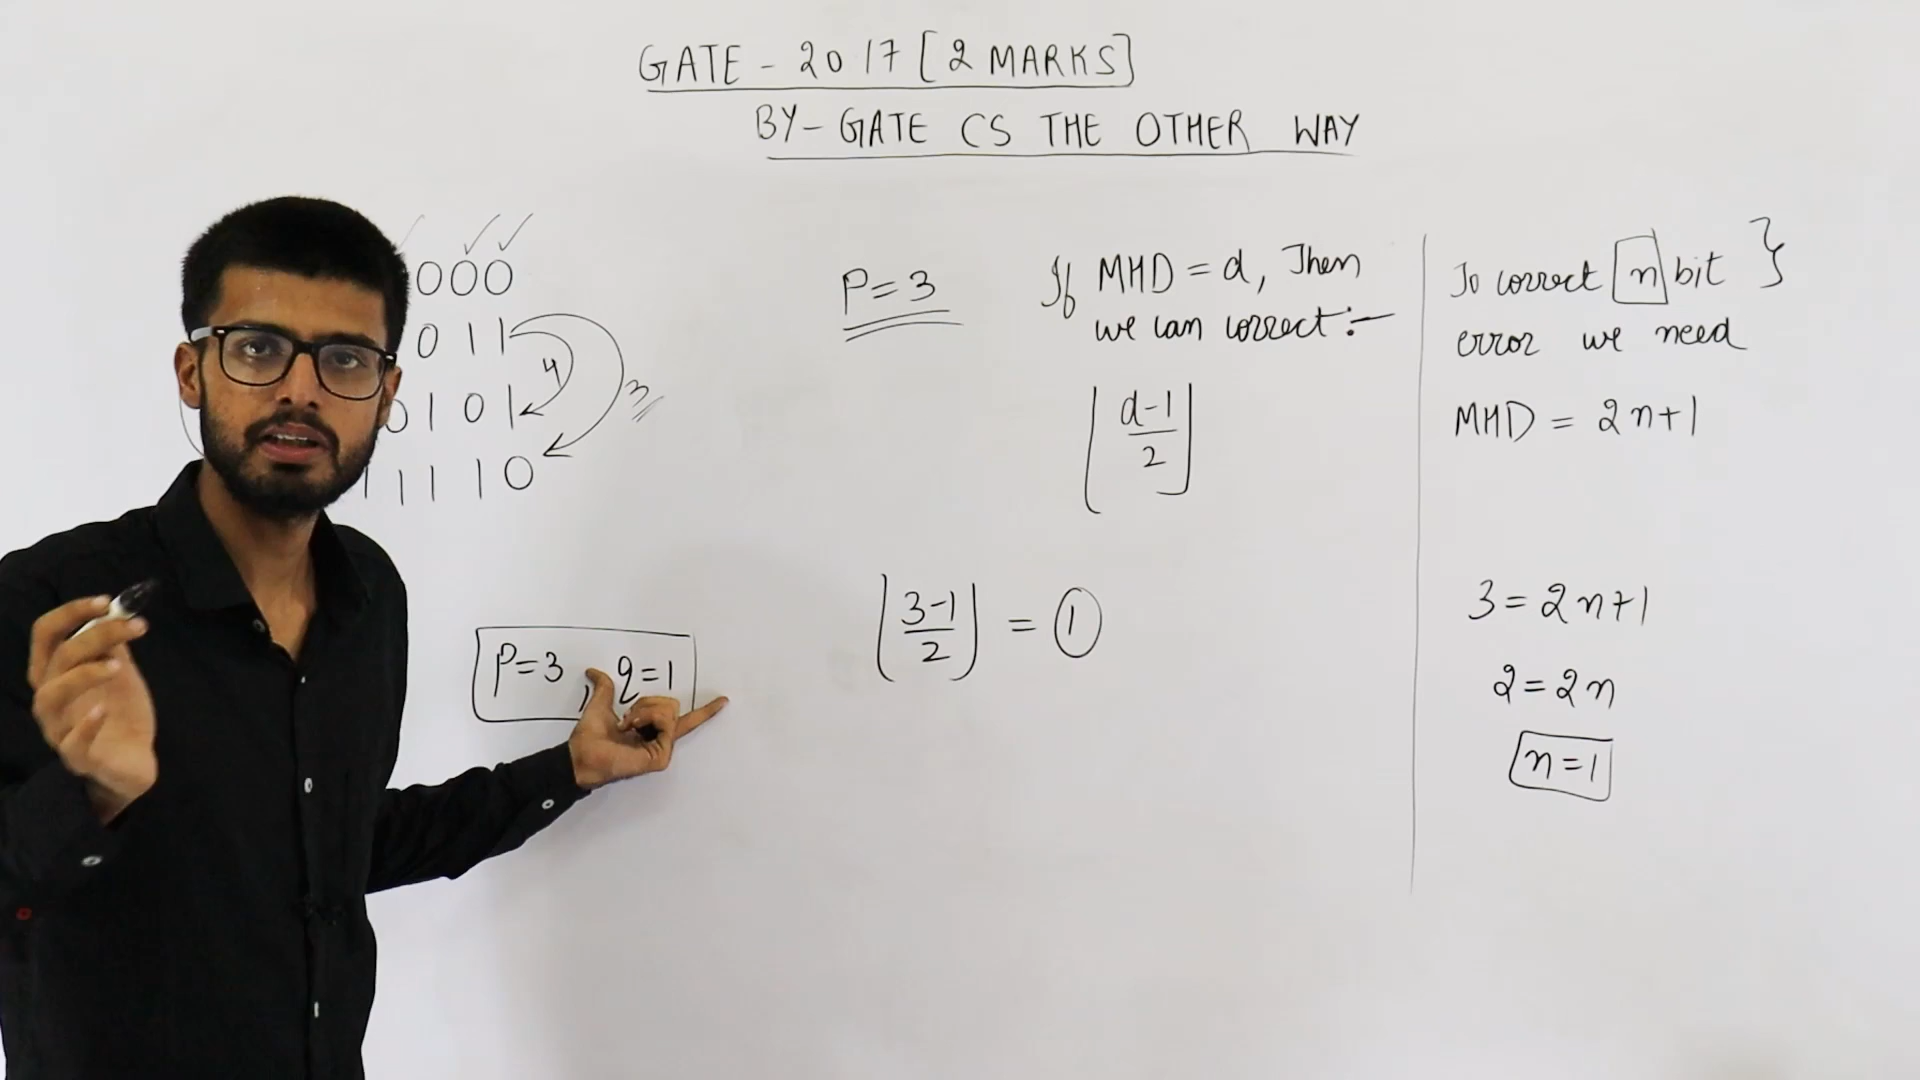 GATE - 2017 [2 MARKS]
BY- GATE CS THE OTHER WAY
000
011
0101
11110
4
3
P=3
If MHD = d, Then
we can correct:-
⌊(d-1)/2⌋
⌊(3-1)/2⌋ = 1
P=3, q=1
To correct n bit }
error we need
MHD = 2n+1
3 = 2n+1
2 = 2n
n=1